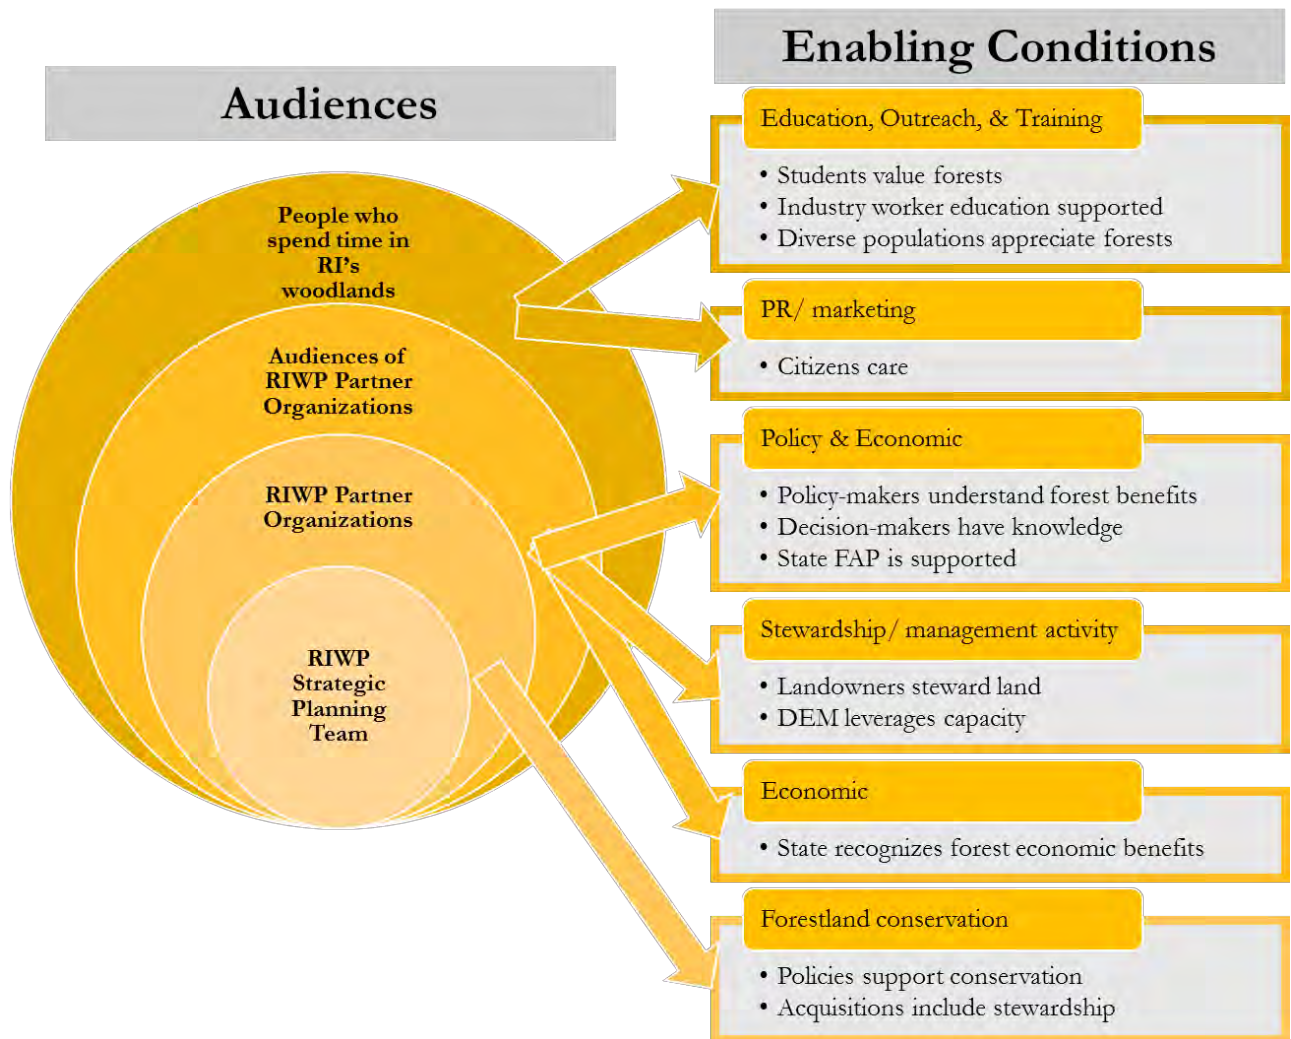 Audiences
People who
spend time in
RI's
woodlands
Audiences of
RIWP Partner
Organizations
RIWP Partner
Organizations
RIWP
Strategic
Planning
Team
Enabling Conditions
Education, Outreach, & Training
• Students value forests
• Industry worker education supported
• Diverse populations appreciate forests
PR/ marketing
• Citizens care
Policy & Economic
• Policy-makers understand forest benefits
• Decision-makers have knowledge
• State FAP is supported
Stewardship/ management activity
• Landowners steward land
• DEM leverages capacity
Economic
• State recognizes forest economic benefits
Forestland conservation
• Policies support conservation
• Acquisitions include stewardship